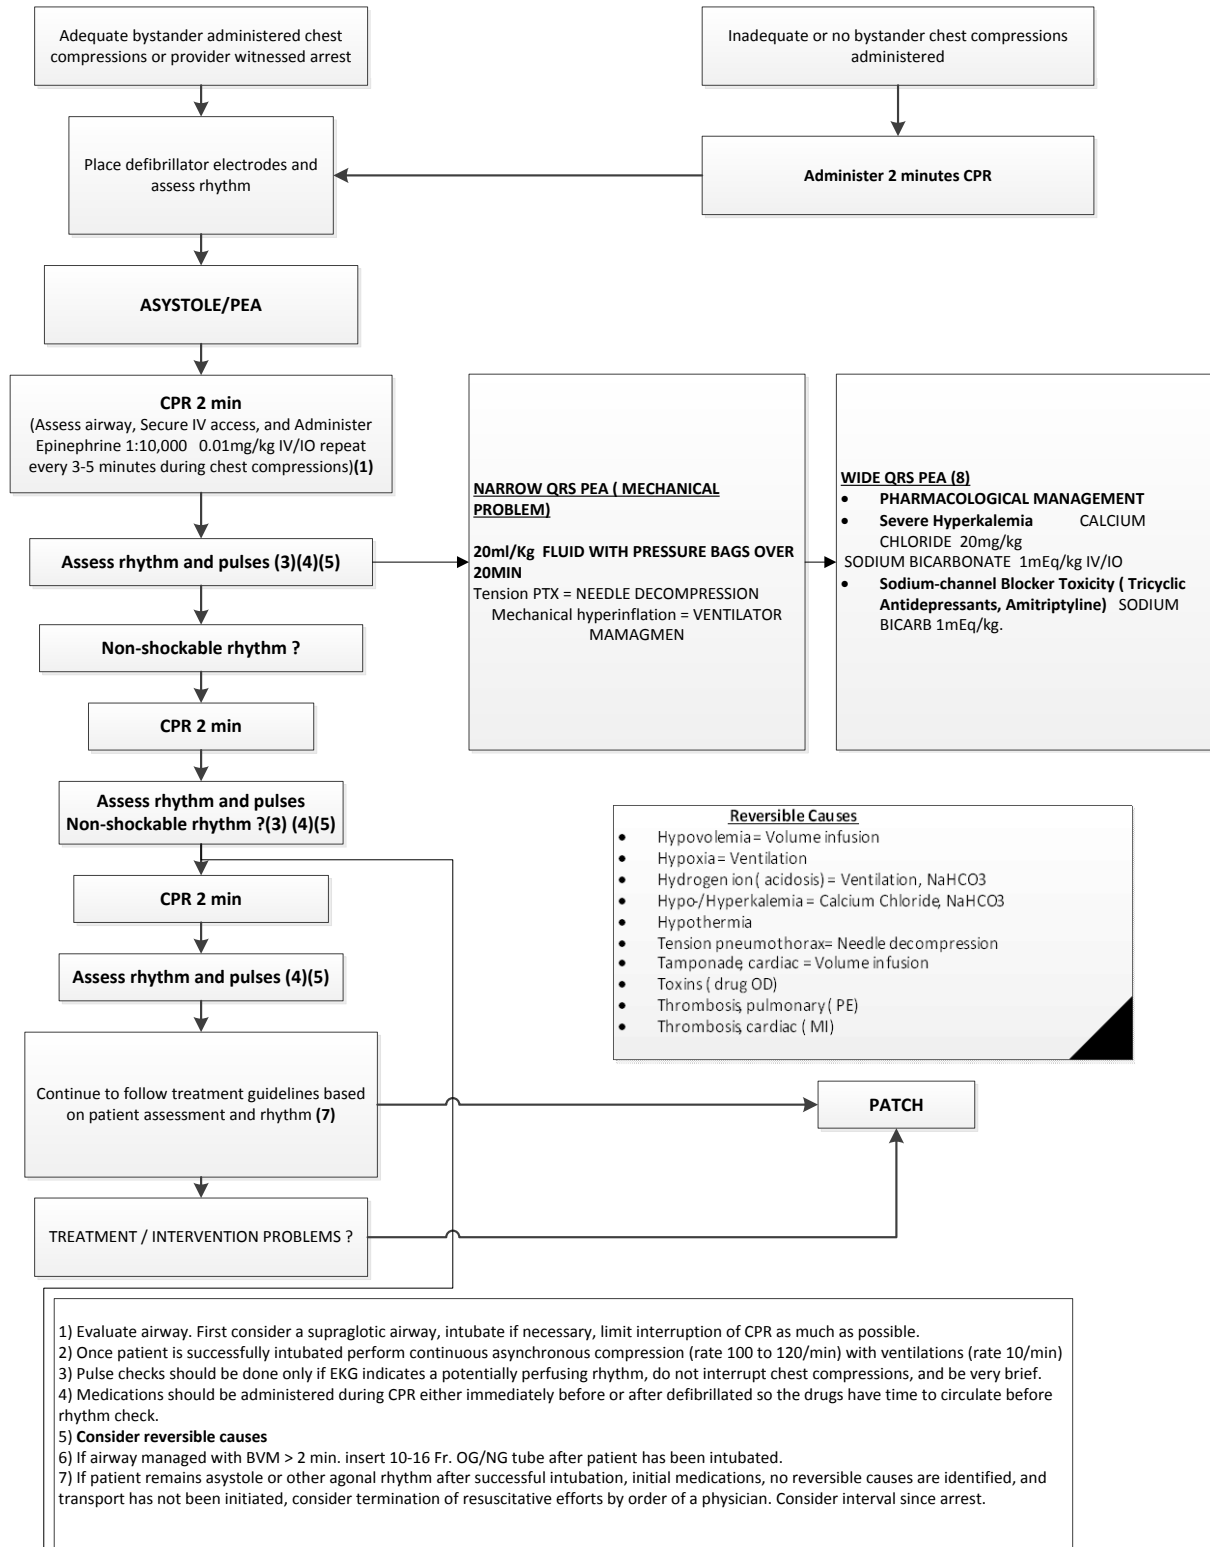 Adequate bystander administered chest
compressions or provider witnessed arrest
Inadequate or no bystander chest compressions
administered
Place defibrillator electrodes and
assess rhythm
Administer 2 minutes CPR
ASYSTOLE/PEA
CPR 2 min
(Assess airway, Secure IV access, and Administer
Epinephrine 1:10,000 0.01mg/kg IV/IO repeat
every 3-5 minutes during chest compressions)(1)
Assess rhythm and pulses (3)(4)(5)
NARROW QRS PEA ( MECHANICAL
PROBLEM)
20ml/Kg FLUID WITH PRESSURE BAGS OVER
20MIN
Tension PTX = NEEDLE DECOMPRESSION
Mechanical hyperinflation = VENTILATOR
MAMAGMEN
WIDE QRS PEA (8)
• PHARMACOLOGICAL MANAGEMENT
• Severe Hyperkalemia CALCIUM
CHLORIDE 20mg/kg
SODIUM BICARBONATE 1mEq/kg IV/IO
• Sodium-channel Blocker Toxicity ( Tricyclic
Antidepressants, Amitriptyline) SODIUM
BICARB 1mEq/kg.
Non-shockable rhythm ?
CPR 2 min
Assess rhythm and pulses
Non-shockable rhythm ?(3) (4)(5)
CPR 2 min
Assess rhythm and pulses (4)(5)
Reversible Causes
• Hypovolemia = Volume infusion
• Hypoxia = Ventilation
• Hydrogen ion ( acidosis) = Ventilation, NaHCO3
• Hypo-/Hyperkalemia = Calcium Chloride, NaHCO3
• Hypothermia
• Tension pneumothorax= Needle decompression
• Tamponade, cardiac = Volume infusion
• Toxins ( drug OD)
• Thrombosis, pulmonary ( PE)
• Thrombosis, cardiac ( MI)
Continue to follow treatment guidelines based
on patient assessment and rhythm (7)
PATCH
TREATMENT / INTERVENTION PROBLEMS ?
1) Evaluate airway. First consider a supraglotic airway, intubate if necessary, limit interruption of CPR as much as possible.
2) Once patient is successfully intubated perform continuous asynchronous compression (rate 100 to 120/min) with ventilations (rate 10/min)
3) Pulse checks should be done only if EKG indicates a potentially perfusing rhythm, do not interrupt chest compressions, and be very brief.
4) Medications should be administered during CPR either immediately before or after defibrillated so the drugs have time to circulate before
rhythm check.
5) Consider reversible causes
6) If airway managed with BVM > 2 min. insert 10-16 Fr. OG/NG tube after patient has been intubated.
7) If patient remains asystole or other agonal rhythm after successful intubation, initial medications, no reversible causes are identified, and
transport has not been initiated, consider termination of resuscitative efforts by order of a physician. Consider interval since arrest.